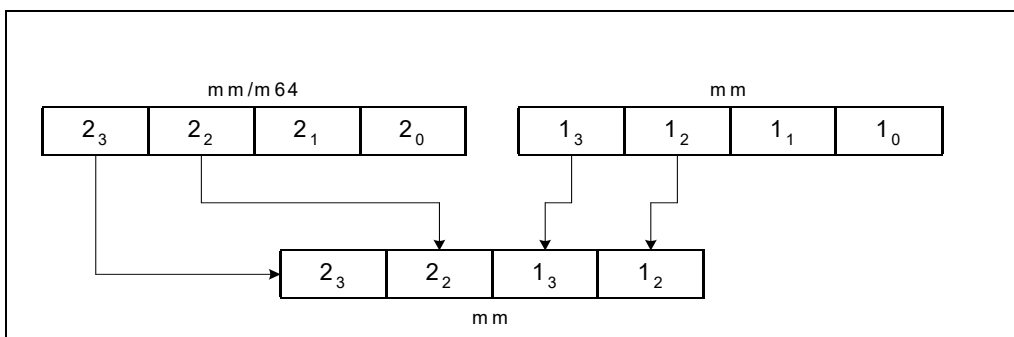 mm/m64 mm
2₃ 2₂ 2₁ 2₀ 1₃ 1₂ 1₁ 1₀
2₃ 2₂ 1₃ 1₂
mm